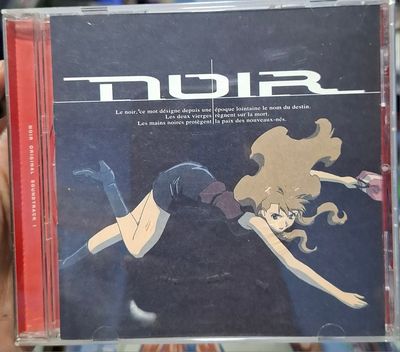 NOIR
Le noir, ce mot désigne depuis une époque lointaine le nom du destin.
Les deux vierges règnent sur la mort.
Les mains noires protègent la paix des nouveaux-nés.
NOIR ORIGINAL SOUNDTRACK I